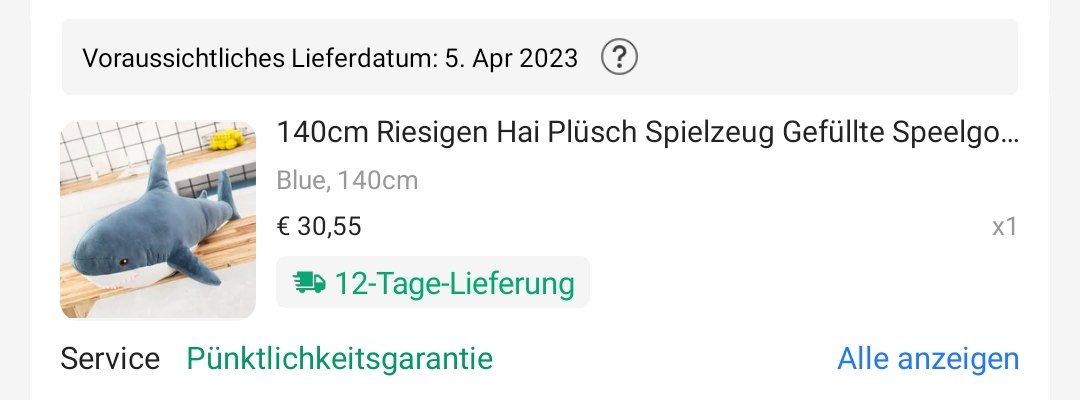 Voraussichtliches Lieferdatum: 5. Apr 2023 ?
140cm Riesigen Hai Plüsch Spielzeug Gefüllte Speelgo...
Blue, 140cm
€ 30,55 x1
12-Tage-Lieferung
Service Pünktlichkeitsgarantie Alle anzeigen